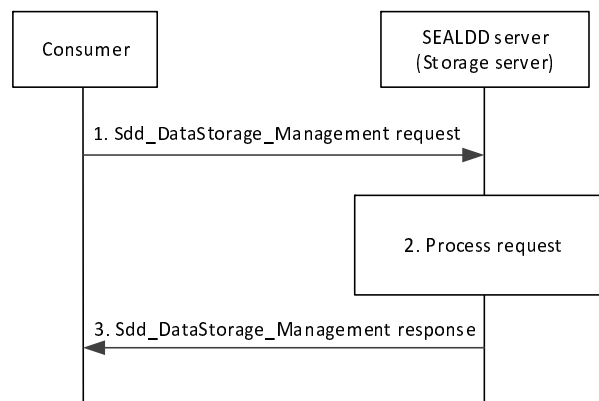 Consumer
SEALDD server
(Storage server)
1. Sdd_DataStorage_Management request
2. Process request
3. Sdd_DataStorage_Management response